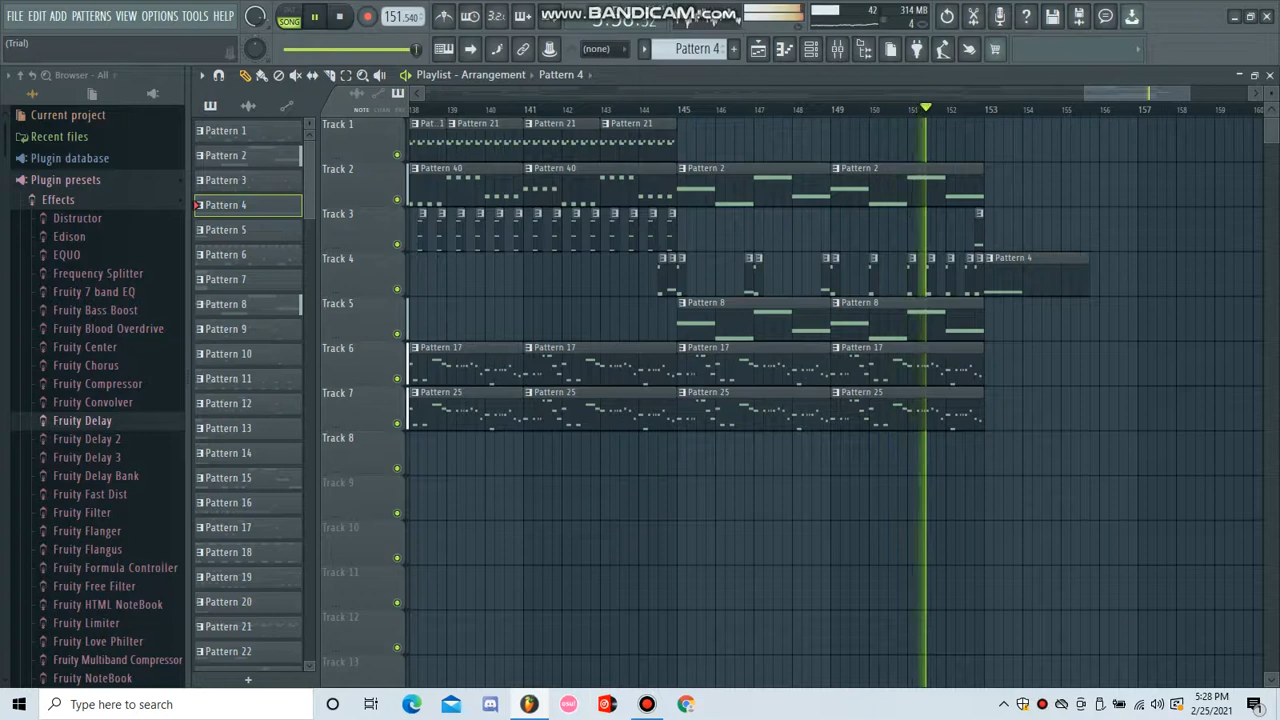 FILE EDIT ADD PATTERNS VIEW OPTIONS TOOLS HELP
SONG
151.540
3.2.
www.BANDICAM.com
42
314 MB
4
(Trial)
(none)
Pattern 4
Browser - All
Playlist - Arrangement
Pattern 4
Current project
Recent files
Plugin database
Plugin presets
Effects
Distructor
Edison
EQUO
Frequency Splitter
Fruity 7 band EQ
Fruity Bass Boost
Fruity Blood Overdrive
Fruity Center
Fruity Chorus
Fruity Compressor
Fruity Convolver
Fruity Delay
Fruity Delay 2
Fruity Delay 3
Fruity Delay Bank
Fruity Fast Dist
Fruity Filter
Fruity Flanger
Fruity Flangus
Fruity Formula Controller
Fruity Free Filter
Fruity HTML NoteBook
Fruity Limiter
Fruity Love Philter
Fruity Multiband Compressor
Fruity NoteBook
Pattern 1
Pattern 2
Pattern 3
Pattern 4
Pattern 5
Pattern 6
Pattern 7
Pattern 8
Pattern 9
Pattern 10
Pattern 11
Pattern 12
Pattern 13
Pattern 14
Pattern 15
Pattern 16
Pattern 17
Pattern 18
Pattern 19
Pattern 20
Pattern 21
Pattern 22
+
NOTE
138 139 140 141 142 143 144 145 146 147 148 149 150 151 152 153 154 155 156 157 158 159 160
Track 1
Pat..1 Pattern 21 Pattern 21 Pattern 21
Track 2
Pattern 40 Pattern 40 Pattern 2 Pattern 2
Track 3
Track 4
Pattern 4
Track 5
Pattern 8 Pattern 8
Track 6
Pattern 17 Pattern 17 Pattern 17 Pattern 17
Track 7
Pattern 25 Pattern 25 Pattern 25 Pattern 25
Track 8
Track 9
Track 10
Track 11
Track 12
Track 13
Type here to search
osu!
5:28 PM
2/25/2021
1